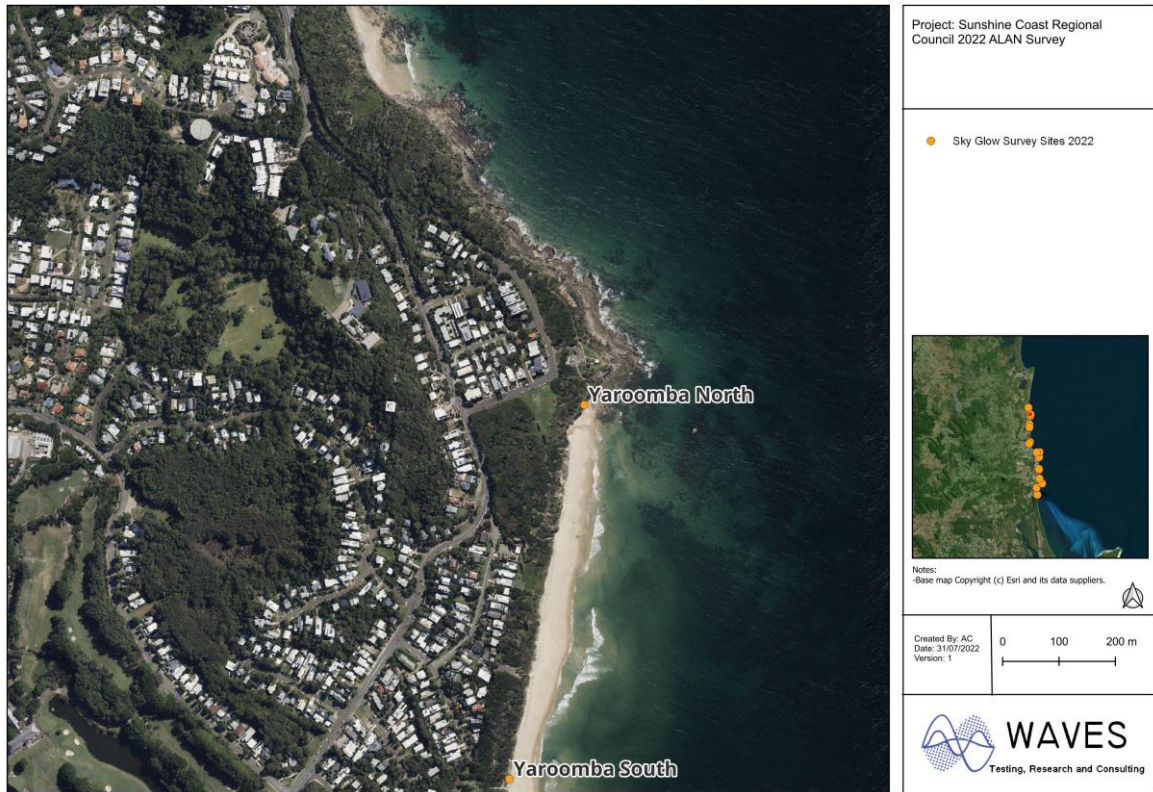 Project: Sunshine Coast Regional
Council 2022 ALAN Survey
Sky Glow Survey Sites 2022
Yaroomba North
Yaroomba South
Notes:
-Base map Copyright (c) Esri and its data suppliers.
Created By: AC
Date: 31/07/2022
Version: 1
0 100 200 m
WAVES
Testing, Research and Consulting